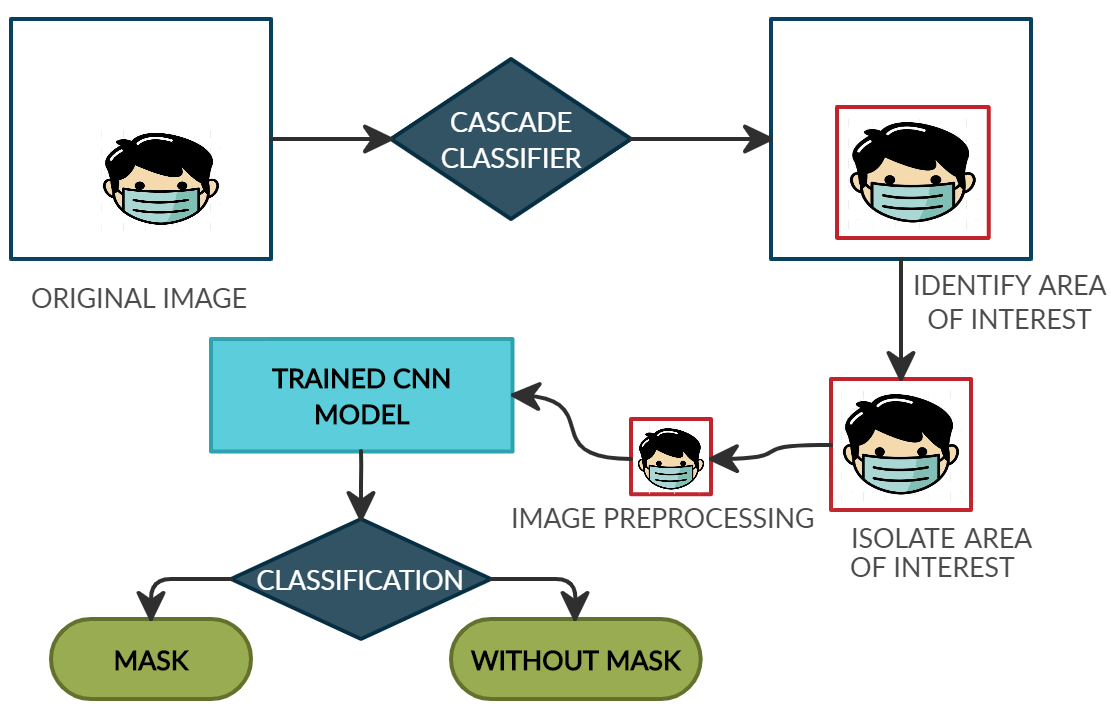 CASCADE
CLASSIFIER
ORIGINAL IMAGE
IDENTIFY AREA
OF INTEREST
TRAINED CNN
MODEL
IMAGE PREPROCESSING
ISOLATE AREA
OF INTEREST
CLASSIFICATION
MASK
WITHOUT MASK